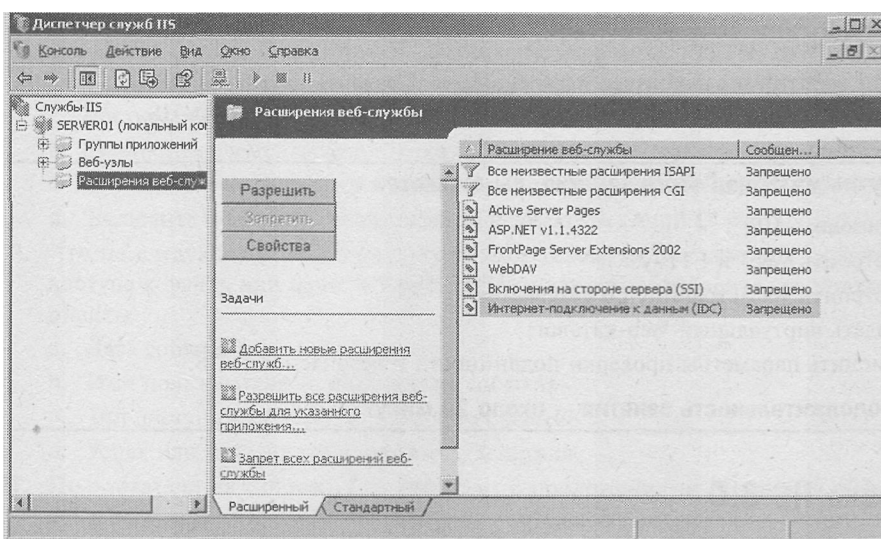 Диспетчер служб IIS
Консоль Действие Вид Окно Справка
Службы IIS
SERVER01 (локальный ком
Группы приложений
Веб-узлы
Расширения веб-служ
Расширения веб-службы
Разрешить
Запретить
Свойства
Задачи
Добавить новые расширения
веб-служб...
Разрешить все расширения веб-
службы для указанного
приложения...
Запрет всех расширений веб-
службы
Расширение веб-службы Сообщен...
Все неизвестные расширения ISAPI Запрещено
Все неизвестные расширения CGI Запрещено
Active Server Pages Запрещено
ASP.NET v1.1.4322 Запрещено
FrontPage Server Extensions 2002 Запрещено
WebDAV Запрещено
Включения на стороне сервера (SSI) Запрещено
Интернет-подключение к данным (IDC) Запрещено
Расширенный Стандартный